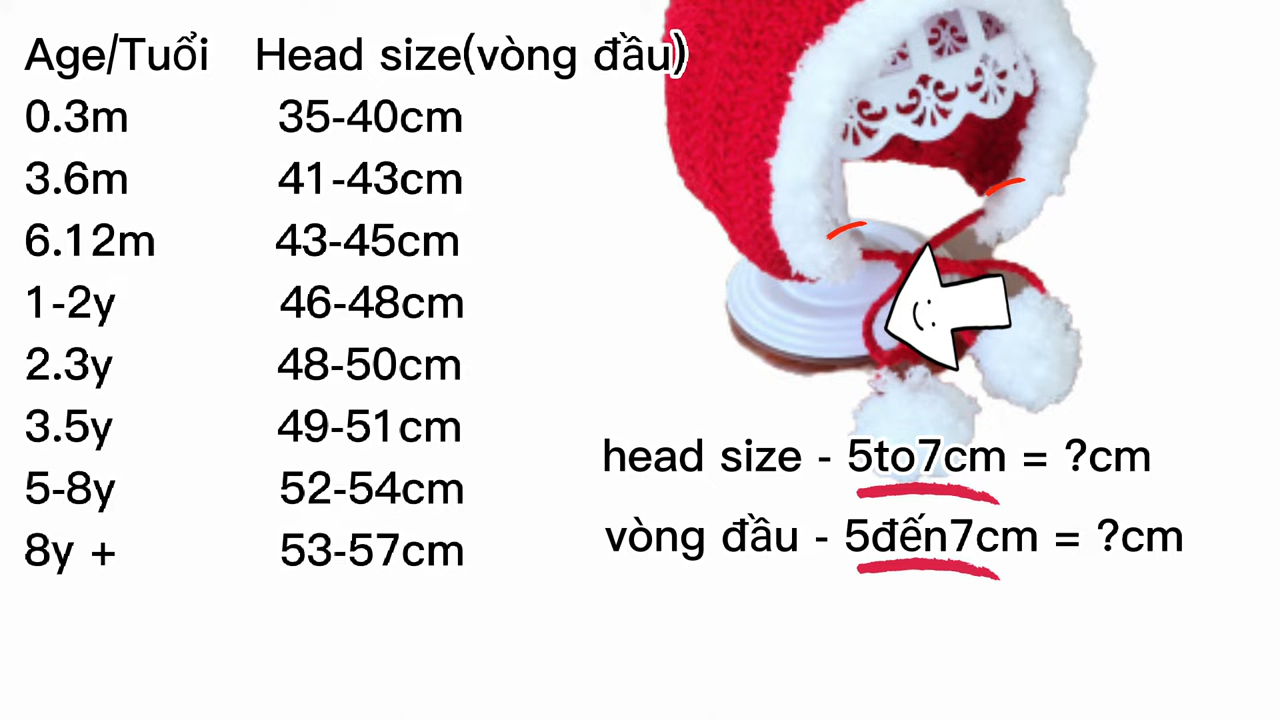 Age/Tuổi Head size(vòng đầu)
0.3m 35-40cm
3.6m 41-43cm
6.12m 43-45cm
1-2y 46-48cm
2.3y 48-50cm
3.5y 49-51cm
5-8y 52-54cm
8y + 53-57cm
head size - 5to7cm = ?cm
vòng đầu - 5đến7cm = ?cm